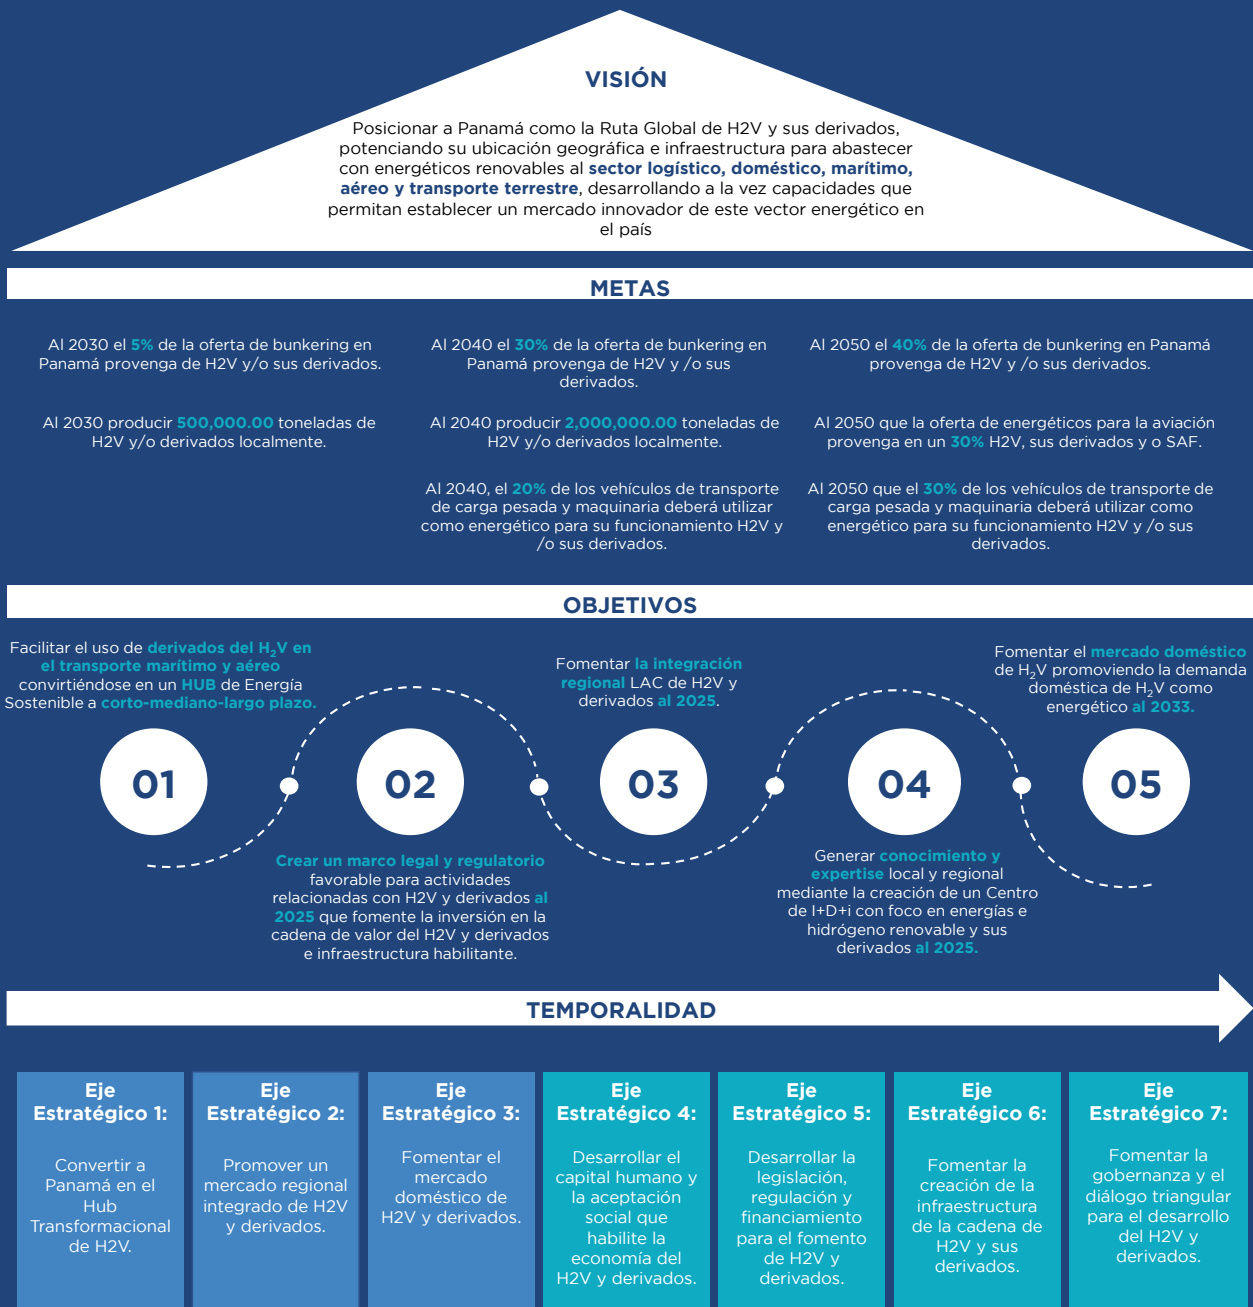 VISIÓN
Posicionar a Panamá como la Ruta Global de H2V y sus derivados,
potenciando su ubicación geográfica e infraestructura para abastecer
con energéticos renovables al sector logístico, doméstico, marítimo,
aéreo y transporte terrestre, desarrollando a la vez capacidades que
permitan establecer un mercado innovador de este vector energético en
el país
METAS
Al 2030 el 5% de la oferta de bunkering en
Panamá provenga de H2V y/o sus derivados.
Al 2040 el 30% de la oferta de bunkering en
Panamá provenga de H2V y /o sus
derivados.
Al 2050 el 40% de la oferta de bunkering en Panamá
provenga de H2V y /o sus derivados.
Al 2030 producir 500,000.00 toneladas de
H2V y/o derivados localmente.
Al 2040 producir 2,000,000.00 toneladas de
H2V y/o derivados localmente.
Al 2050 que la oferta de energéticos para la aviación
provenga en un 30% H2V, sus derivados y o SAF.
Al 2040, el 20% de los vehículos de transporte
de carga pesada y maquinaria deberá utilizar
como energético para su funcionamiento H2V y
/o sus derivados.
Al 2050 que el 30% de los vehículos de transporte de
carga pesada y maquinaria deberá utilizar como
energético para su funcionamiento H2V y /o sus
derivados.
OBJETIVOS
Facilitar el uso de derivados del H₂V en
el transporte marítimo y aéreo
convirtiéndose en un HUB de Energía
Sostenible a corto-mediano-largo plazo.
01
02
Crear un marco legal y regulatorio
favorable para actividades
relacionadas con H2V y derivados al
2025 que fomente la inversión en la
cadena de valor del H2V y derivados
e infraestructura habilitante.
Fomentar la integración
regional LAC de H2V y
derivados al 2025.
03
04
Generar conocimiento y
expertise local y regional
mediante la creación de un Centro
de I+D+i con foco en energías e
hidrógeno renovable y sus
derivados al 2025.
Fomentar el mercado doméstico
de H₂V promoviendo la demanda
doméstica de H₂V como
energético al 2033.
05
TEMPORALIDAD
Eje
Estratégico 1:
Convertir a
Panamá en el
Hub
Transformacional
de H2V.
Eje
Estratégico 2:
Promover un
mercado regional
integrado de H2V
y derivados.
Eje
Estratégico 3:
Fomentar el
mercado
doméstico de
H2V y derivados.
Eje
Estratégico 4:
Desarrollar el
capital humano y
la aceptación
social que
habilite la
economía del
H2V y derivados.
Eje
Estratégico 5:
Desarrollar la
legislación,
regulación y
financiamiento
para el fomento
de H2V y
derivados.
Eje
Estratégico 6:
Fomentar la
creación de la
infraestructura
de la cadena de
H2V y sus
derivados.
Eje
Estratégico 7:
Fomentar la
gobernanza y el
diálogo triangular
para el desarrollo
del H2V y
derivados.